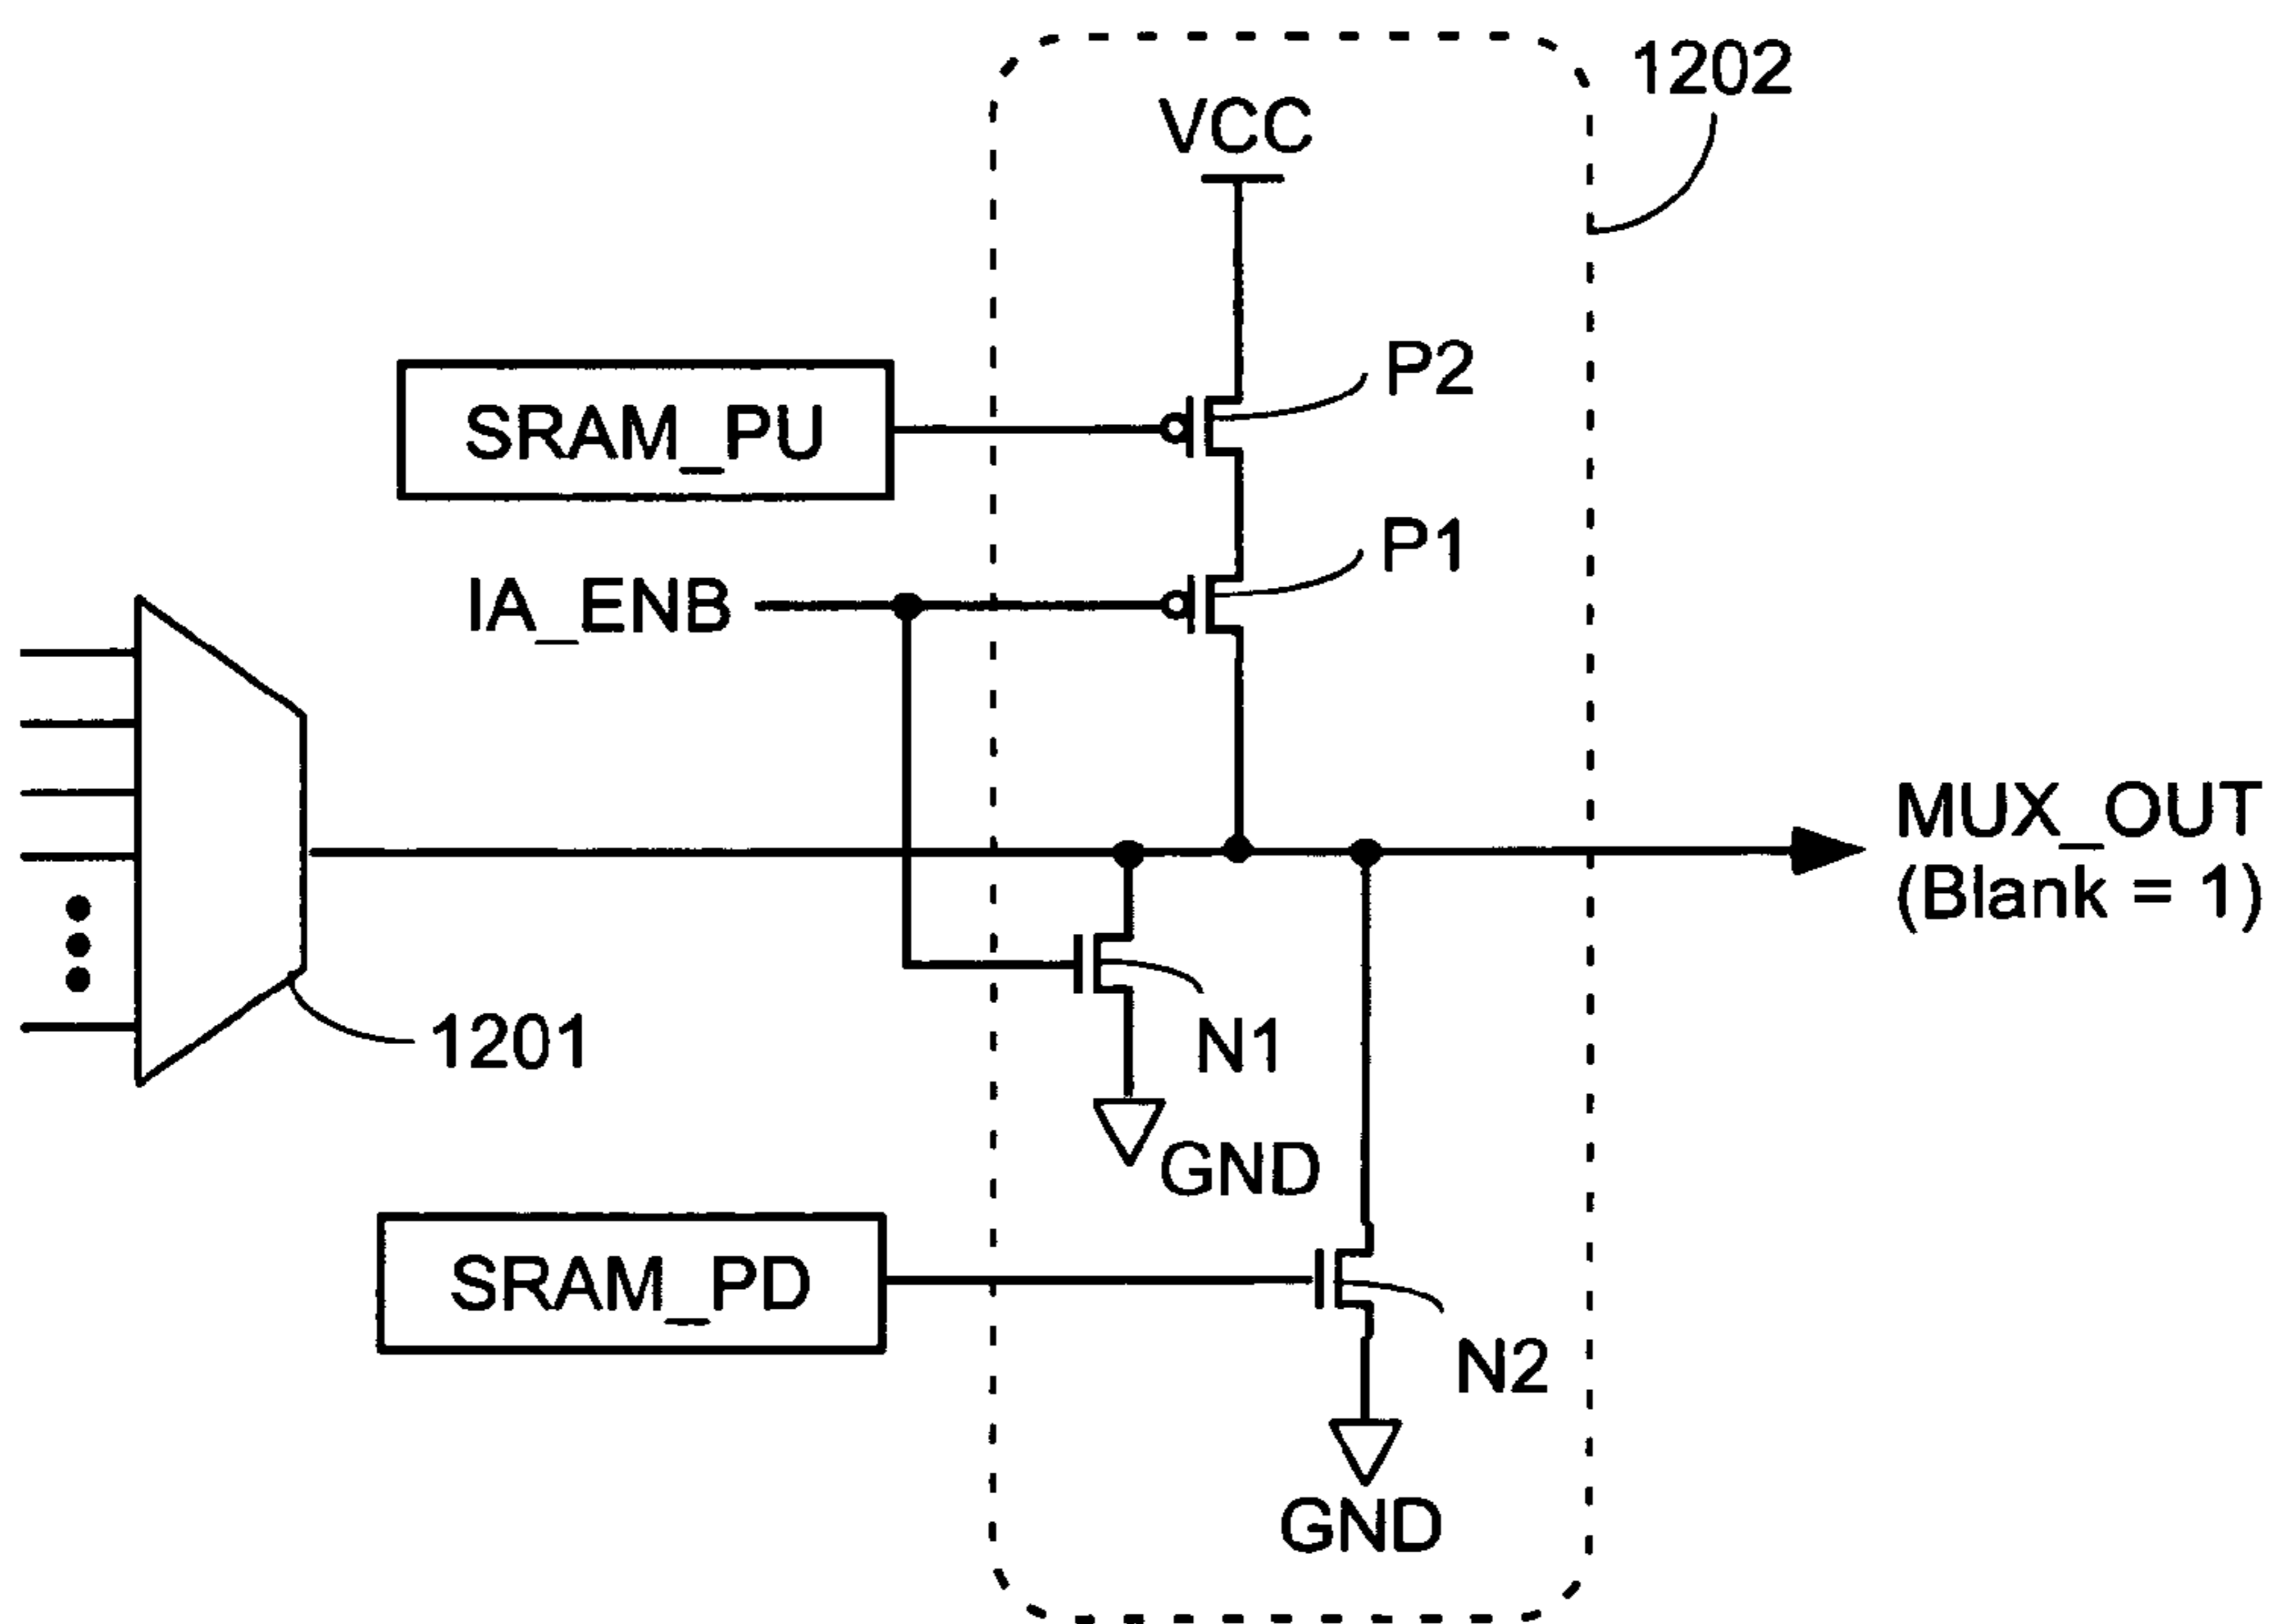 1202
VCC
P2
SRAM_PU
P1
IA_ENB
MUX_OUT
(Blank = 1)
1201
N1
GND
SRAM_PD
N2
GND